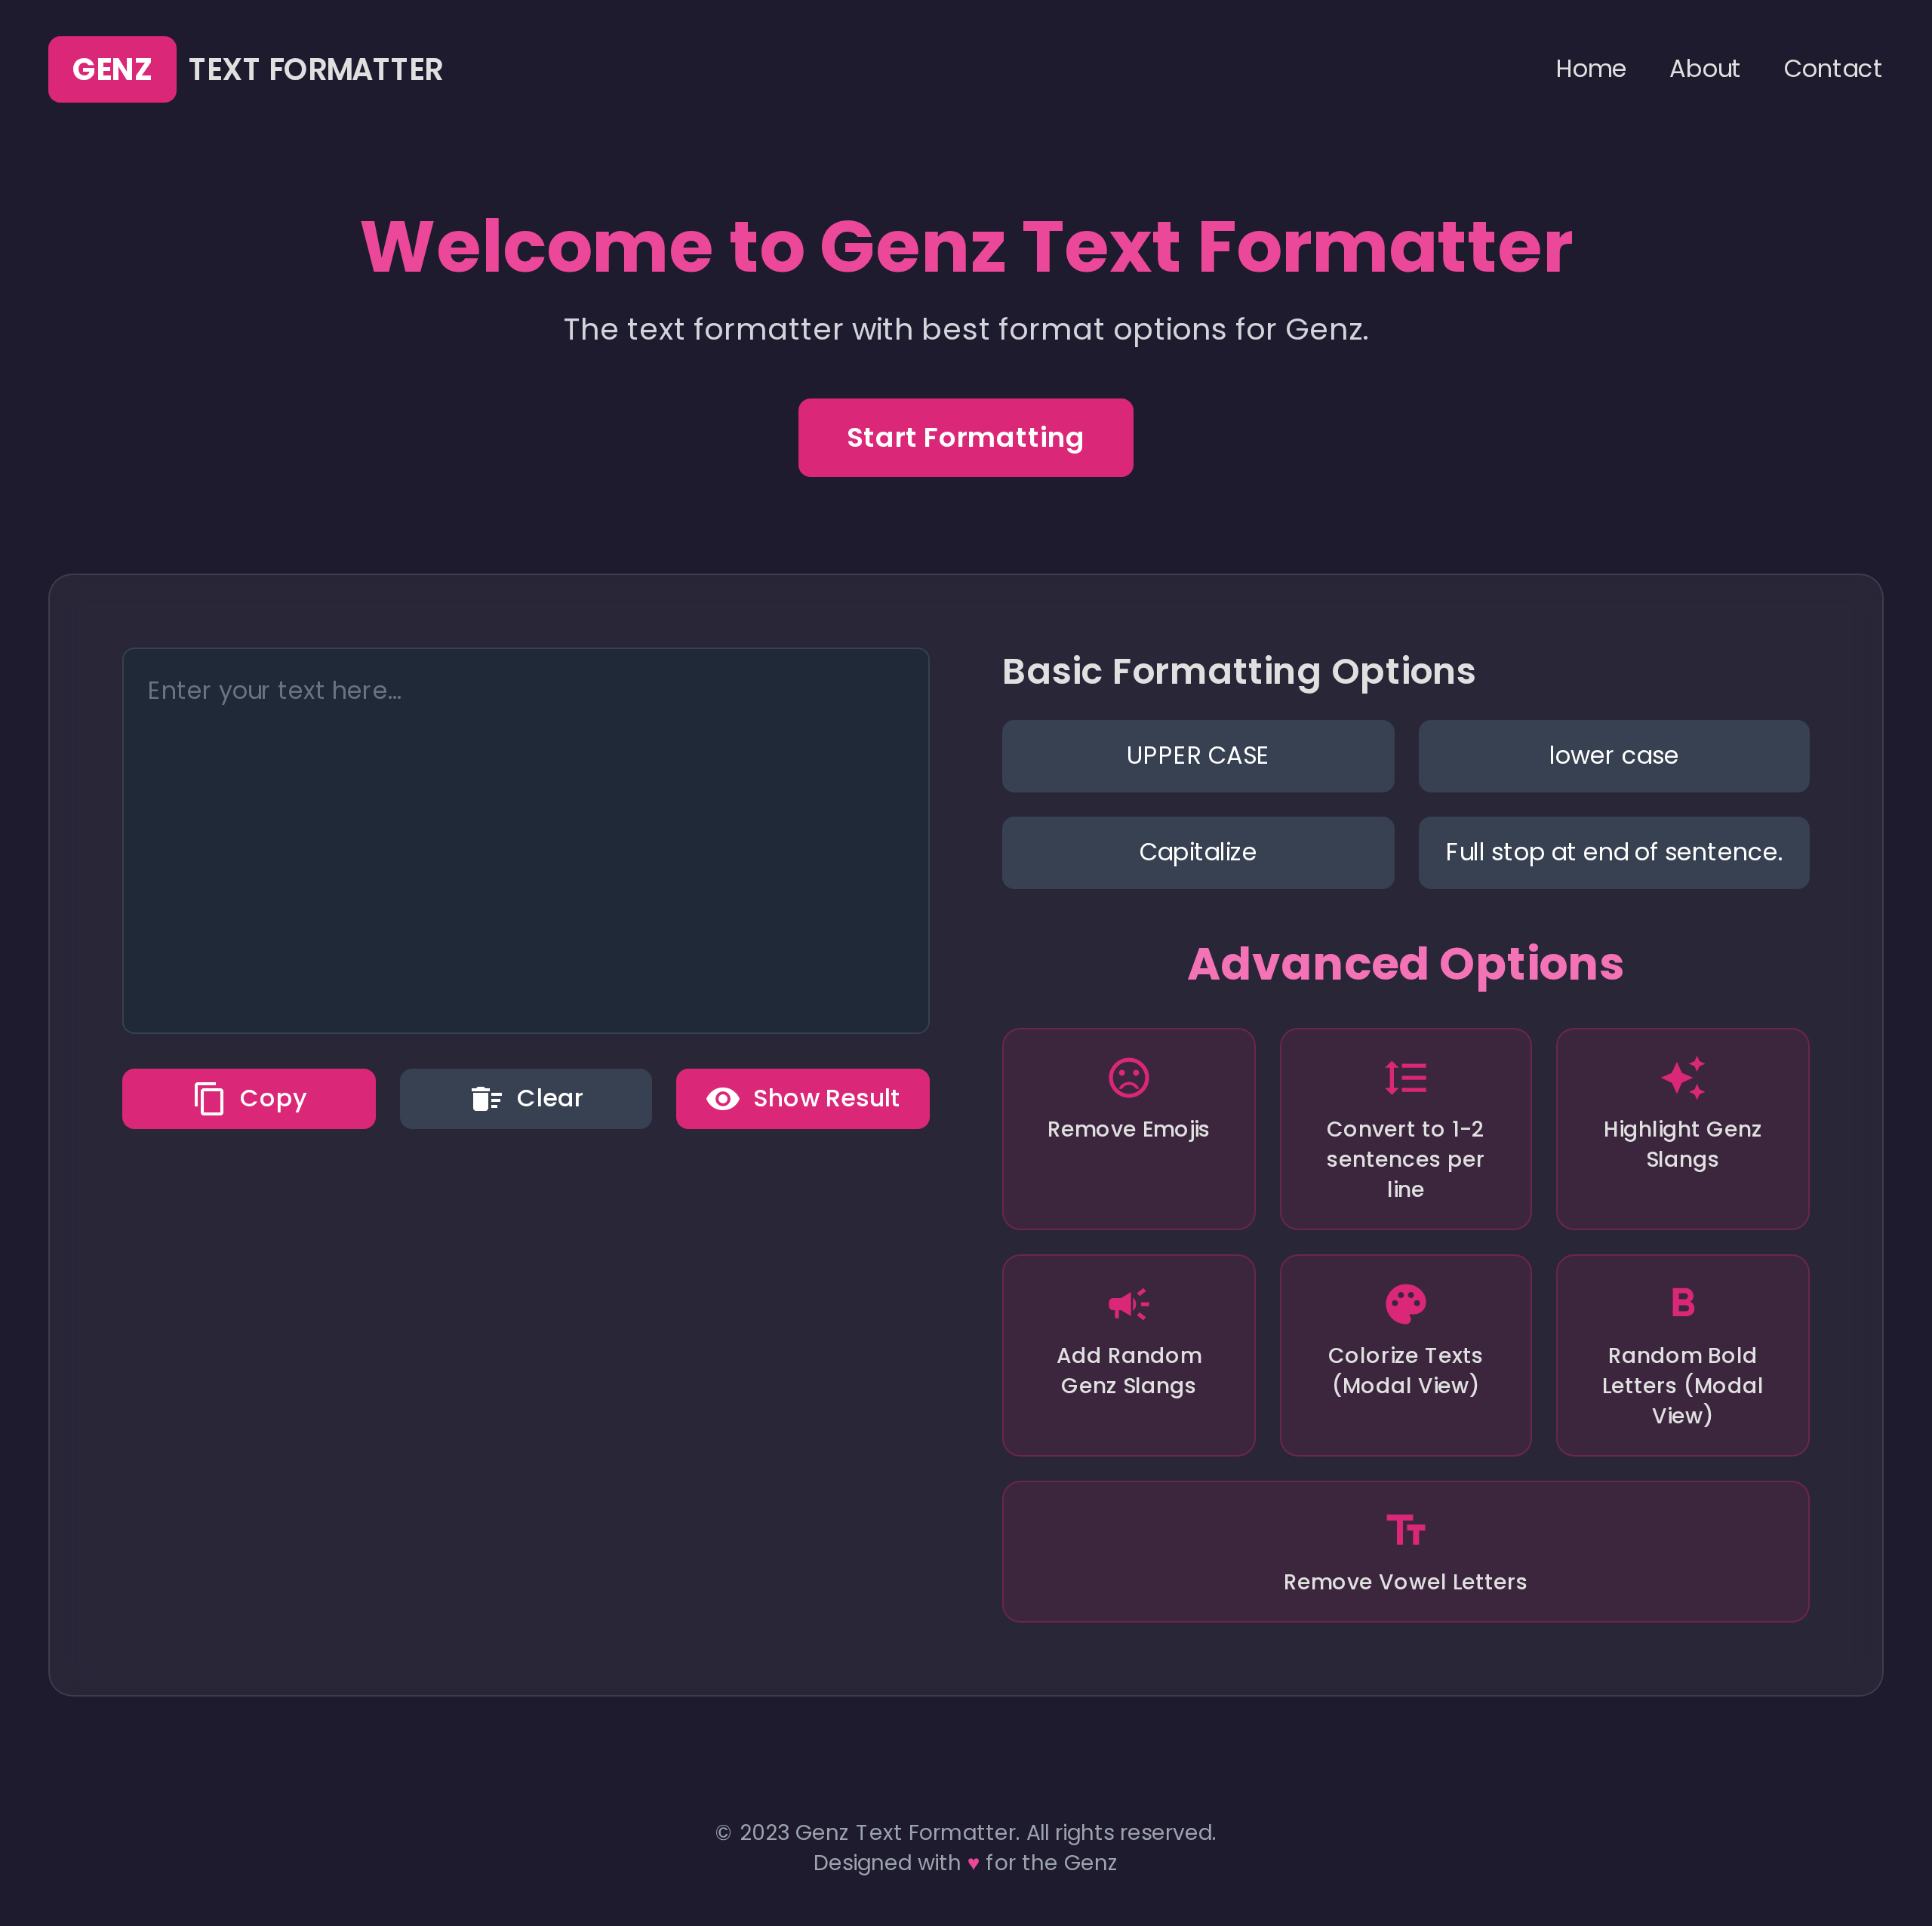 GENZ TEXT FORMATTER
Home About Contact
Welcome to Genz Text Formatter
The text formatter with best format options for Genz.
Start Formatting
Enter your text here...
Copy Clear Show Result
Basic Formatting Options
UPPER CASE lower case
Capitalize Full stop at end of sentence.
Advanced Options
Remove Emojis
Convert to 1-2
sentences per
line
Highlight Genz
Slangs
Add Random
Genz Slangs
Colorize Texts
(Modal View)
B
Random Bold
Letters (Modal
View)
TT
Remove Vowel Letters
© 2023 Genz Text Formatter. All rights reserved.
Designed with ♥ for the Genz